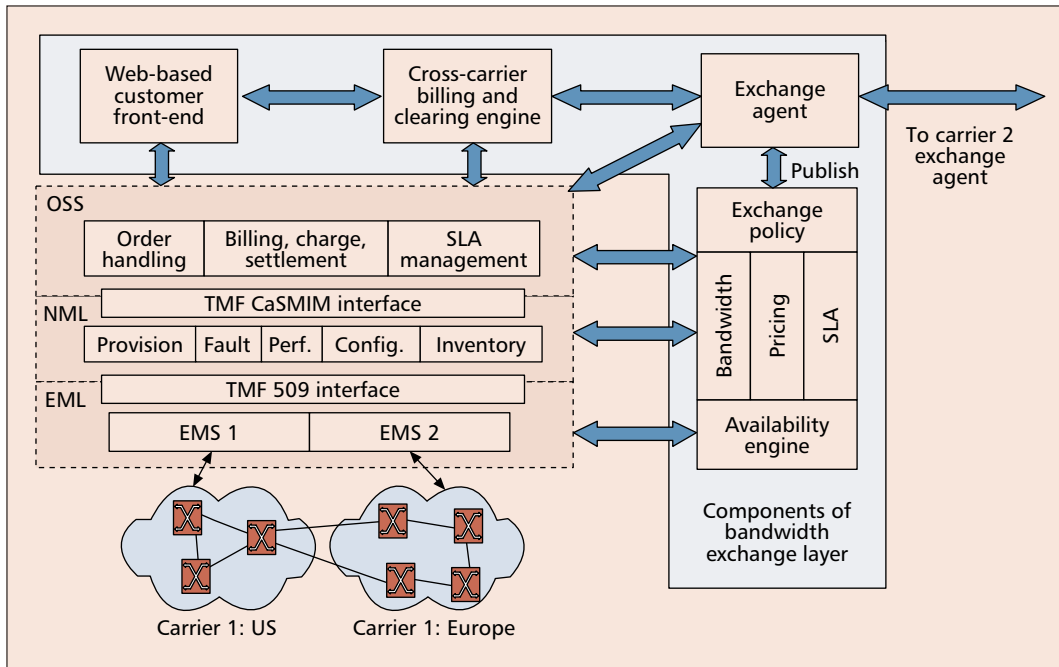 Web-based
customer
front-end
Cross-carrier
billing and
clearing engine
Exchange
agent
To carrier 2
exchange
agent
Publish
OSS
Order
handling
Billing, charge,
settlement
SLA
management
Exchange
policy
TMF CaSMIM interface
NML
Provision
Fault
Perf.
Config.
Inventory
Bandwidth
Pricing
SLA
TMF 509 interface
EML
EMS 1
EMS 2
Availability
engine
Components of
bandwidth
exchange layer
Carrier 1: US
Carrier 1: Europe